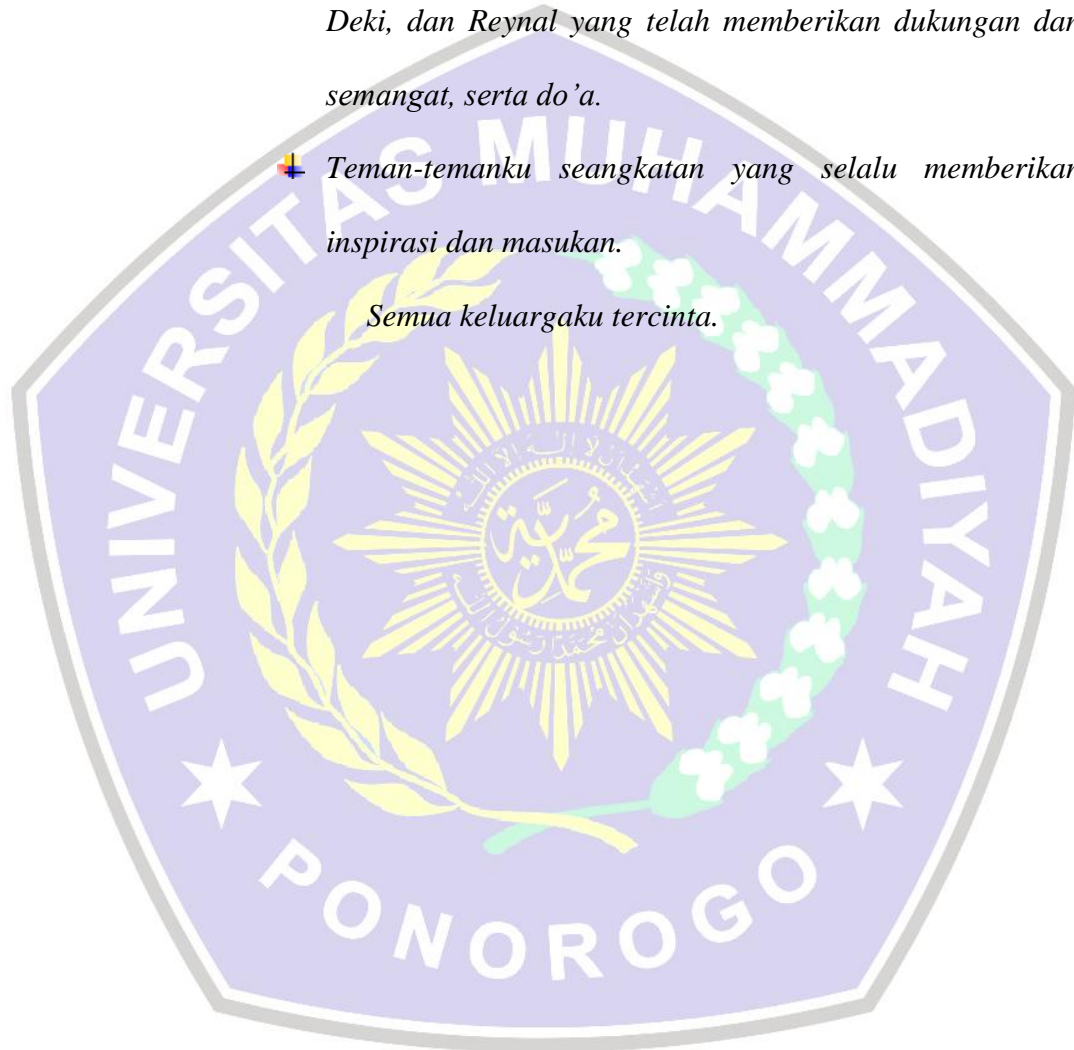 Deki, dan Reynal yang telah memberikan dukungan dan
semangat, serta do’a.
Teman-temanku seangkatan yang selalu memberikan
inspirasi dan masukan.
Semua keluargaku tercinta.
UNIVERSITAS MUHAMMADIYAH
PONOROGO
محمدية